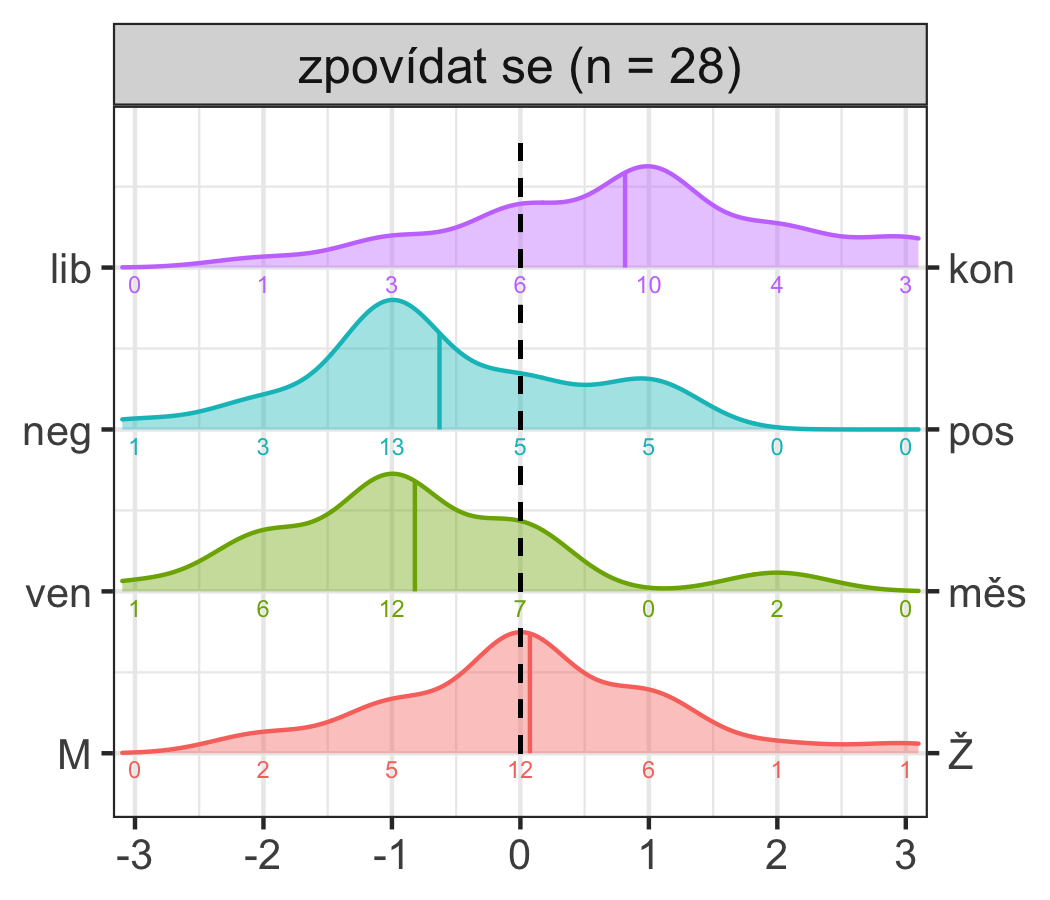 zpovídat se (n = 28)
lib kon
0 1 3 6 10 4 3
neg pos
1 3 13 5 5 0 0
ven měs
1 6 12 7 0 2 0
M Ž
0 2 5 12 6 1 1
-3 -2 -1 0 1 2 3